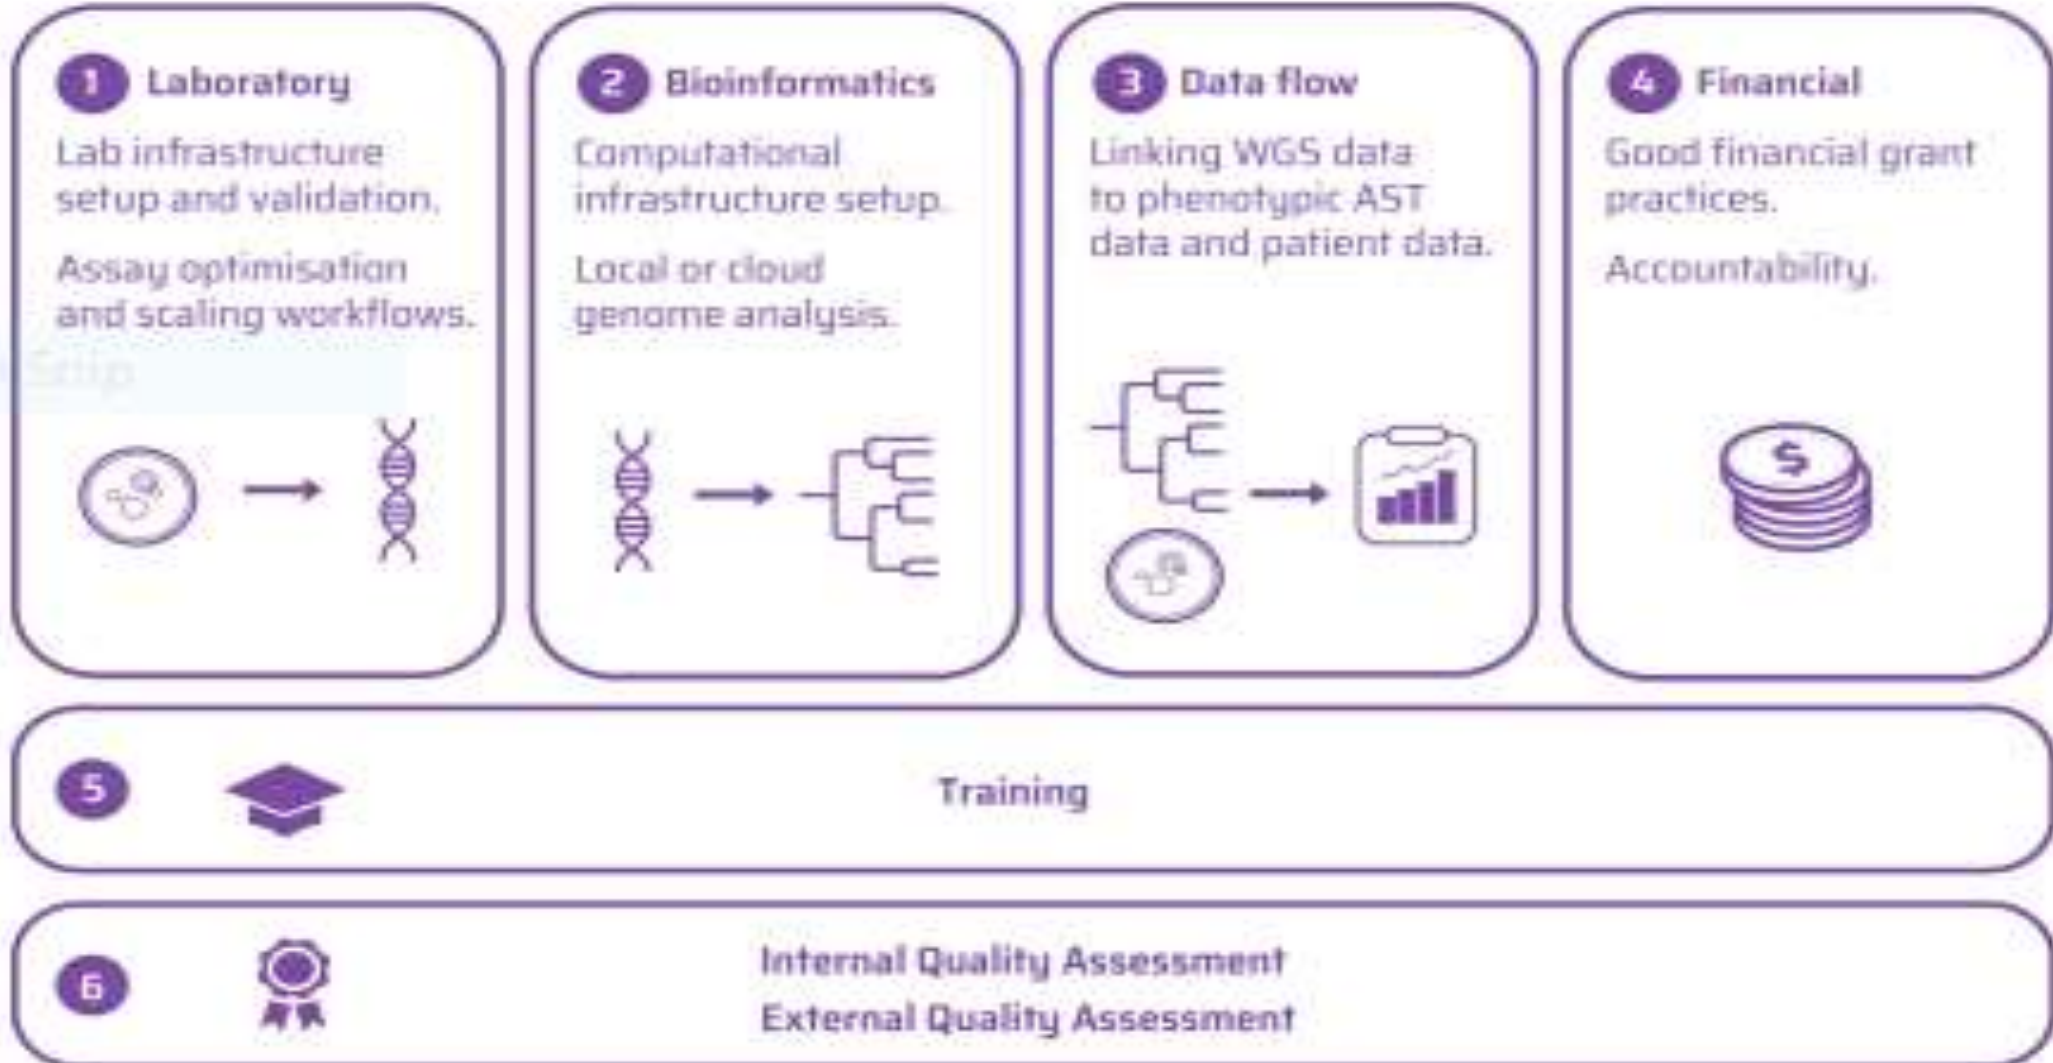 1 Laboratory
Lab infrastructure
setup and validation.
Assay optimisation
and scaling workflows.
Snip
2 Bioinformatics
Computational
infrastructure setup.
Local or cloud
genome analysis.
3 Data flow
Linking WGS data
to phenotypic AST
data and patient data.
4 Financial
Good financial grant
practices.
Accountability.
$
5 Training
6 Internal Quality Assessment
External Quality Assessment